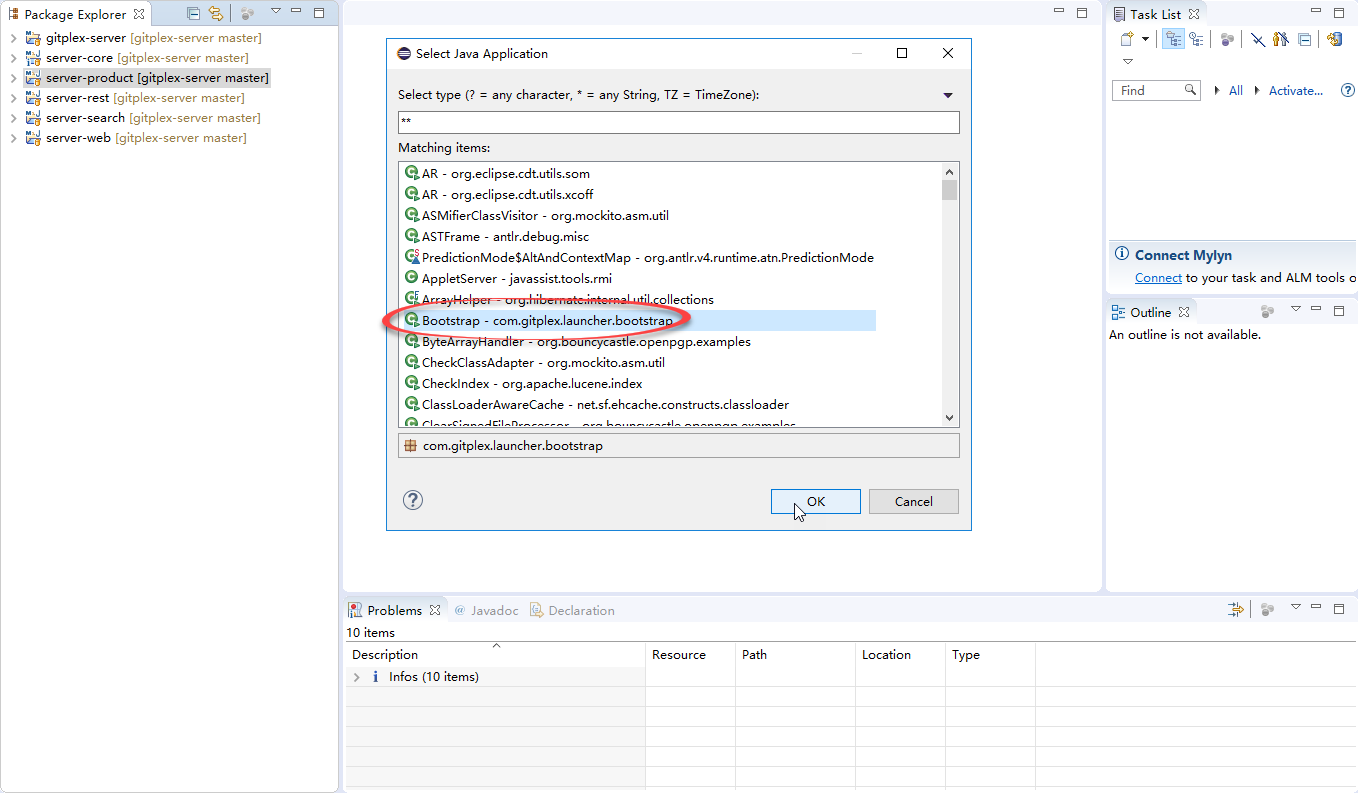 Package Explorer
gitplex-server [gitplex-server master]
server-core [gitplex-server master]
server-product [gitplex-server master]
server-rest [gitplex-server master]
server-search [gitplex-server master]
server-web [gitplex-server master]
Select Java Application
Select type (? = any character, * = any String, TZ = TimeZone):
**
Matching items:
AR - org.eclipse.cdt.utils.som
AR - org.eclipse.cdt.utils.xcoff
ASMifierClassVisitor - org.mockito.asm.util
ASTFrame - antlr.debug.misc
PredictionMode$AltAndContextMap - org.antlr.v4.runtime.atn.PredictionMode
AppletServer - javassist.tools.rmi
ArrayHelper - org.hibernate.internal.util.collections
Bootstrap - com.gitplex.launcher.bootstrap
ByteArrayHandler - org.bouncycastle.openpgp.examples
CheckClassAdapter - org.mockito.asm.util
CheckIndex - org.apache.lucene.index
ClassLoaderAwareCache - net.sf.ehcache.constructs.classloader
ClearSignedFileProcessor - org.bouncycastle.openpgp.examples
com.gitplex.launcher.bootstrap
OK Cancel
Task List
Find All Activate...
Connect Mylyn
Connect to your task and ALM tools o
Outline
An outline is not available.
Problems @ Javadoc Declaration
10 items
Description Resource Path Location Type
Infos (10 items)